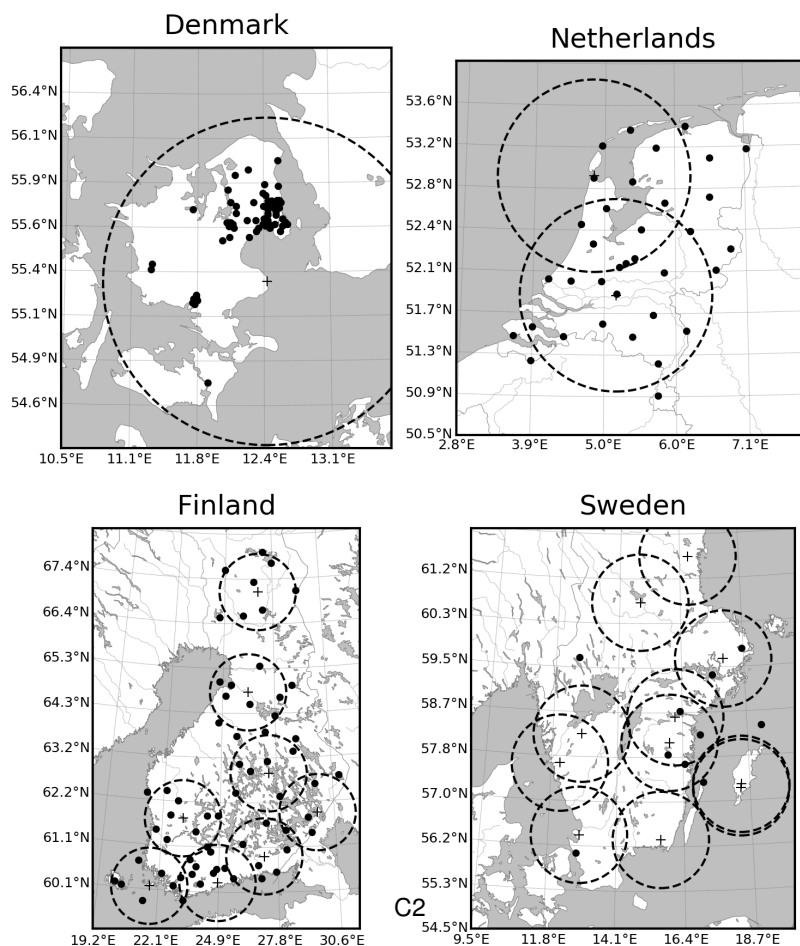 Denmark
56.4°N
56.1°N
55.9°N
55.6°N
55.4°N
55.1°N
54.9°N
54.6°N
10.5°E 11.1°E 11.8°E 12.4°E 13.1°E
Netherlands
53.6°N
53.2°N
52.8°N
52.4°N
52.1°N
51.7°N
51.3°N
50.9°N
50.5°N
2.8°E 3.9°E 5.0°E 6.0°E 7.1°E
Finland
67.4°N
66.4°N
65.3°N
64.3°N
63.2°N
62.2°N
61.1°N
60.1°N
19.2°E 22.1°E 24.9°E 27.8°E 30.6°E
Sweden
61.2°N
60.3°N
59.5°N
58.7°N
57.8°N
57.0°N
56.2°N
55.3°N
54.5°N
9.5°E 11.8°E 14.1°E 16.4°E 18.7°E
C2